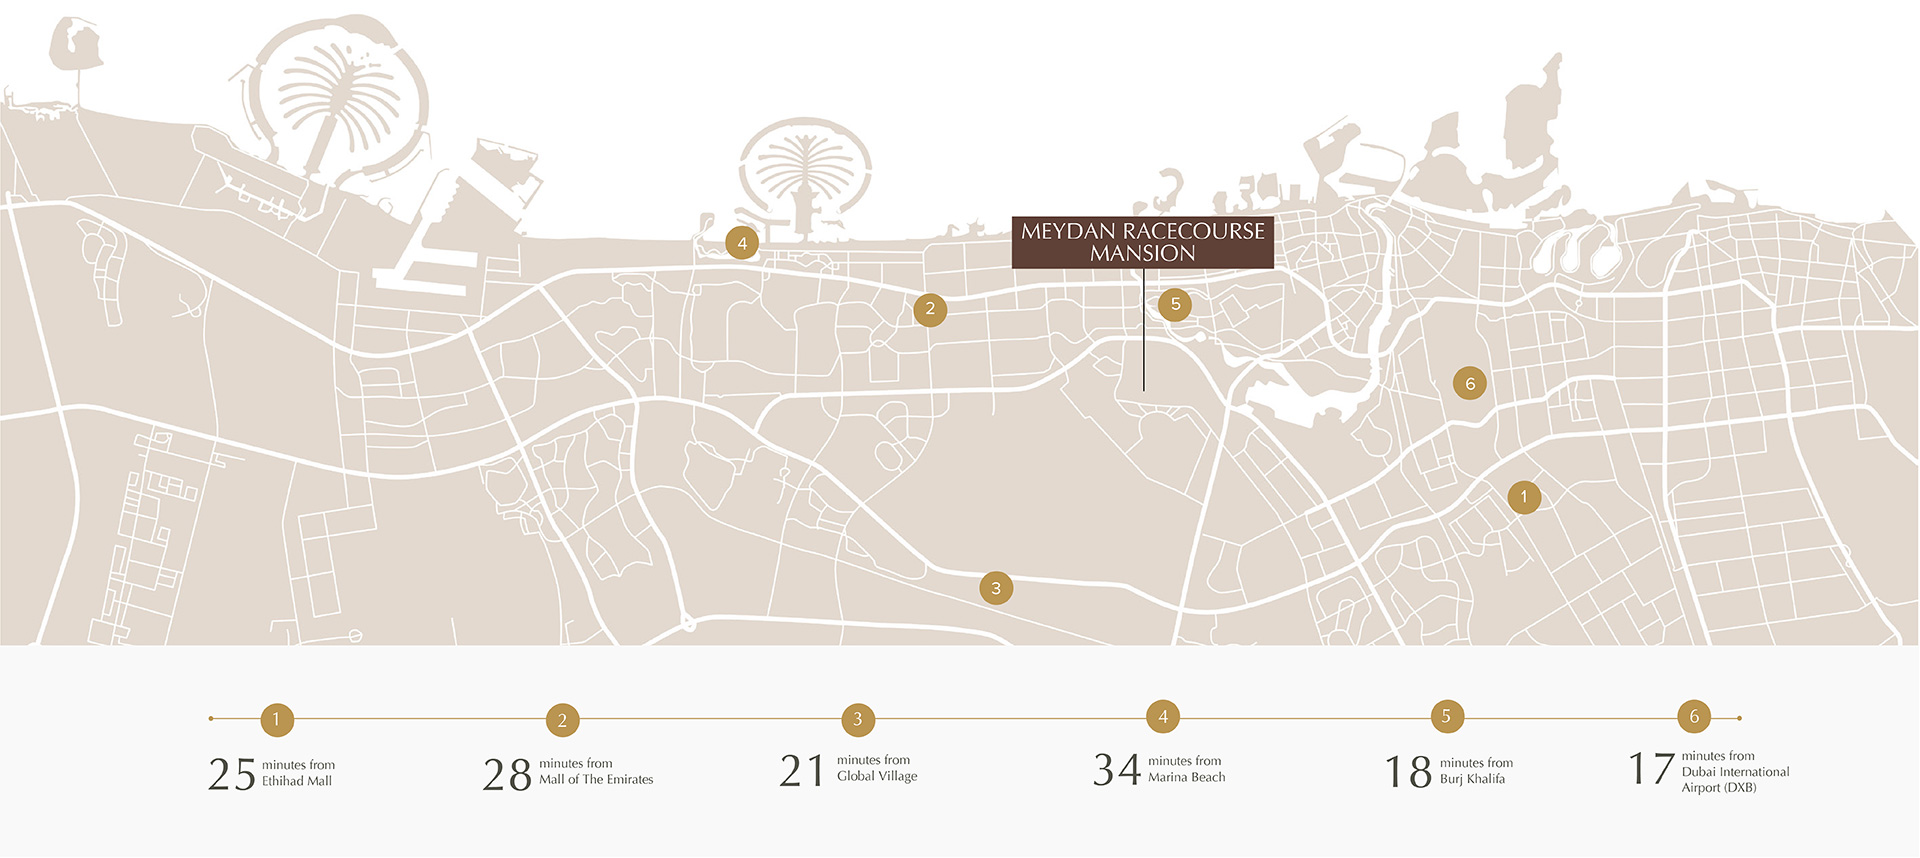 4
MEYDAN RACECOURSE
MANSION
2
5
6
1
3
1
2
3
4
5
6
25 minutes from
Ethihad Mall
28 minutes from
Mall of The Emirates
21 minutes from
Global Village
34 minutes from
Marina Beach
18 minutes from
Burj Khalifa
17 minutes from
Dubai International
Airport (DXB)